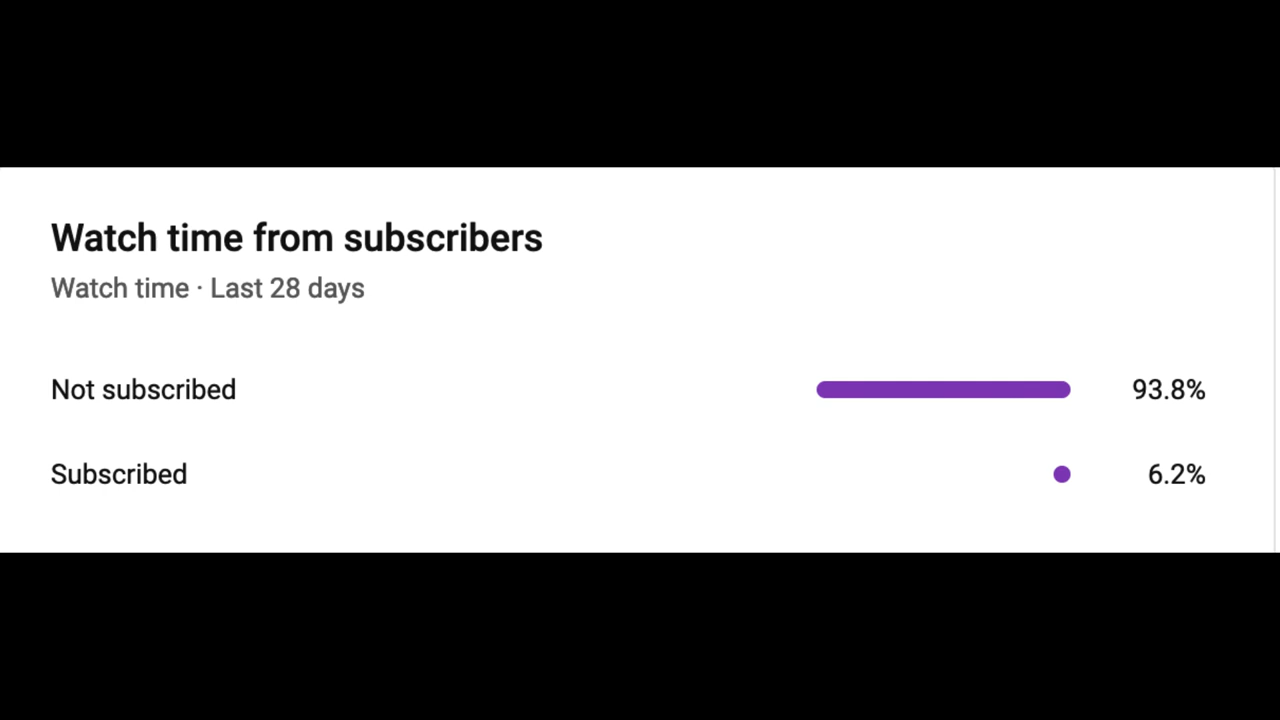 Watch time from subscribers
Watch time · Last 28 days
Not subscribed 93.8%
Subscribed 6.2%